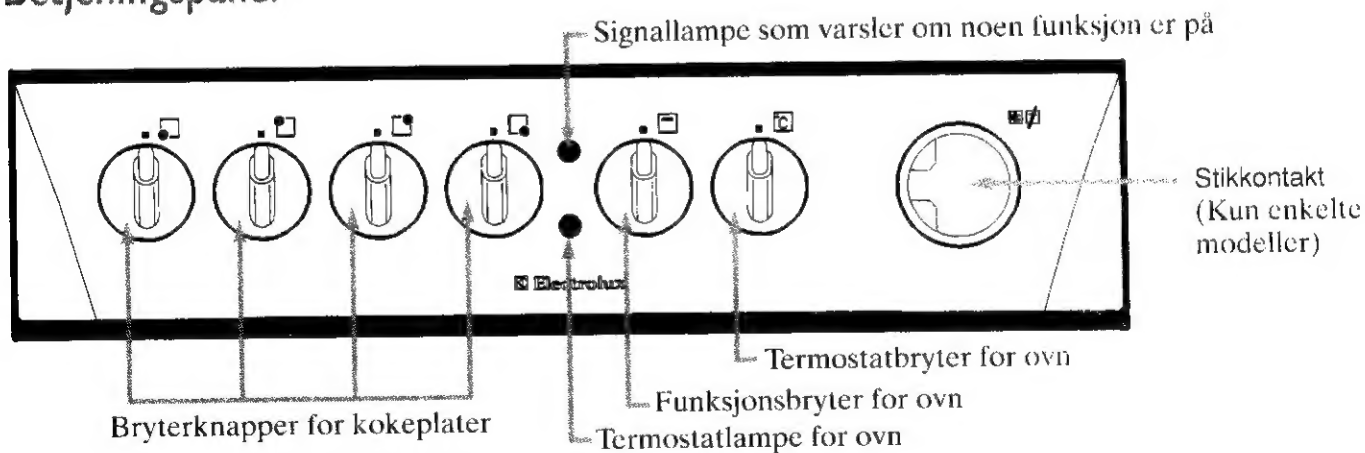 Betjeningspanel
Signallampe som varsler om noen funksjon er på
°C
Stikkontakt
(Kun enkelte
modeller)
Electrolux
Termostatbryter for ovn
Funksjonsbryter for ovn
Bryterknapper for kokeplater
Termostatlampe for ovn